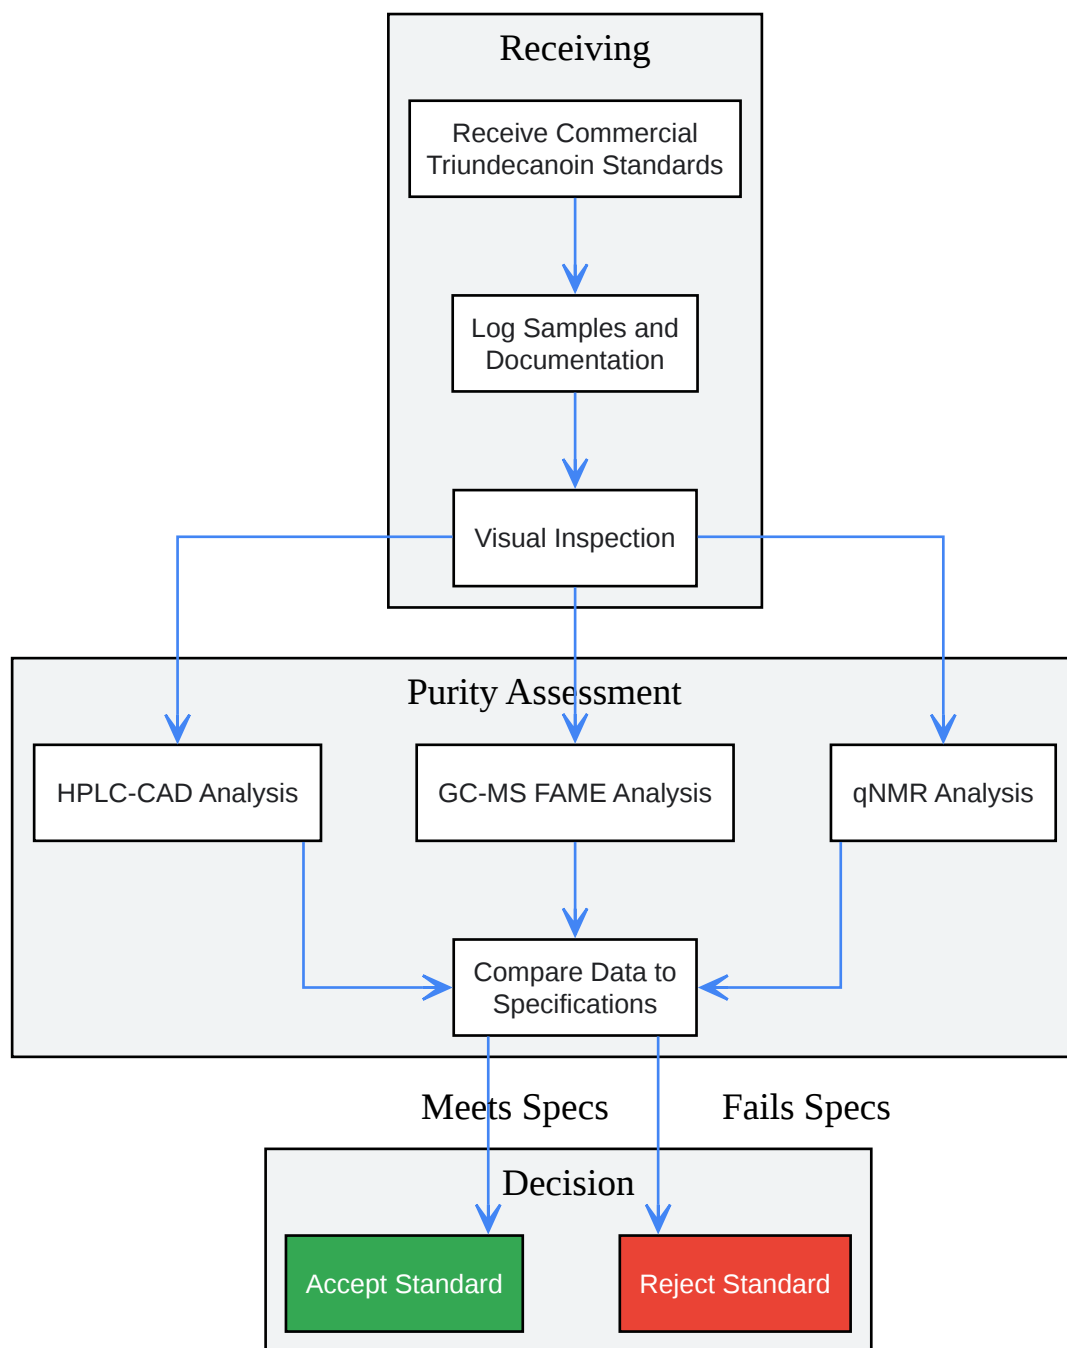 Receiving
Receive Commercial
Triundecanoin Standards
Log Samples and
Documentation
Visual Inspection
Purity Assessment
HPLC-CAD Analysis
GC-MS FAME Analysis
qNMR Analysis
Compare Data to
Specifications
Meets Specs
Fails Specs
Decision
Accept Standard
Reject Standard